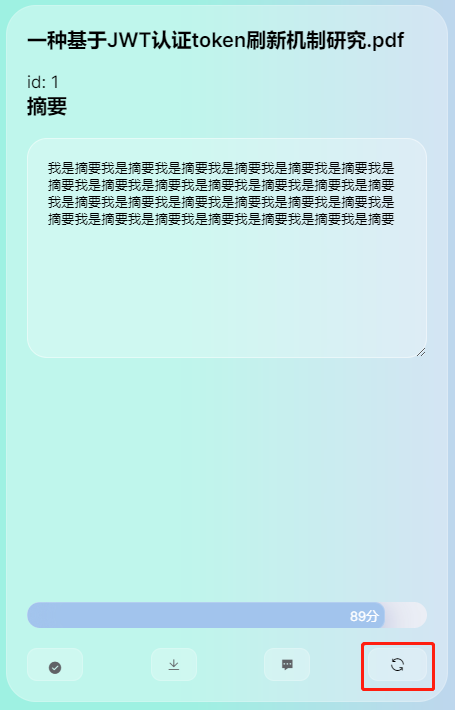 一种基于JWT认证token刷新机制研究.pdf
id: 1
摘要
我是摘要我是摘要我是摘要我是摘要我是摘要我是摘要我是
摘要我是摘要我是摘要我是摘要我是摘要我是摘要我是摘要
我是摘要我是摘要我是摘要我是摘要我是摘要我是摘要我是
摘要我是摘要我是摘要我是摘要我是摘要我是摘要我是摘要
89分